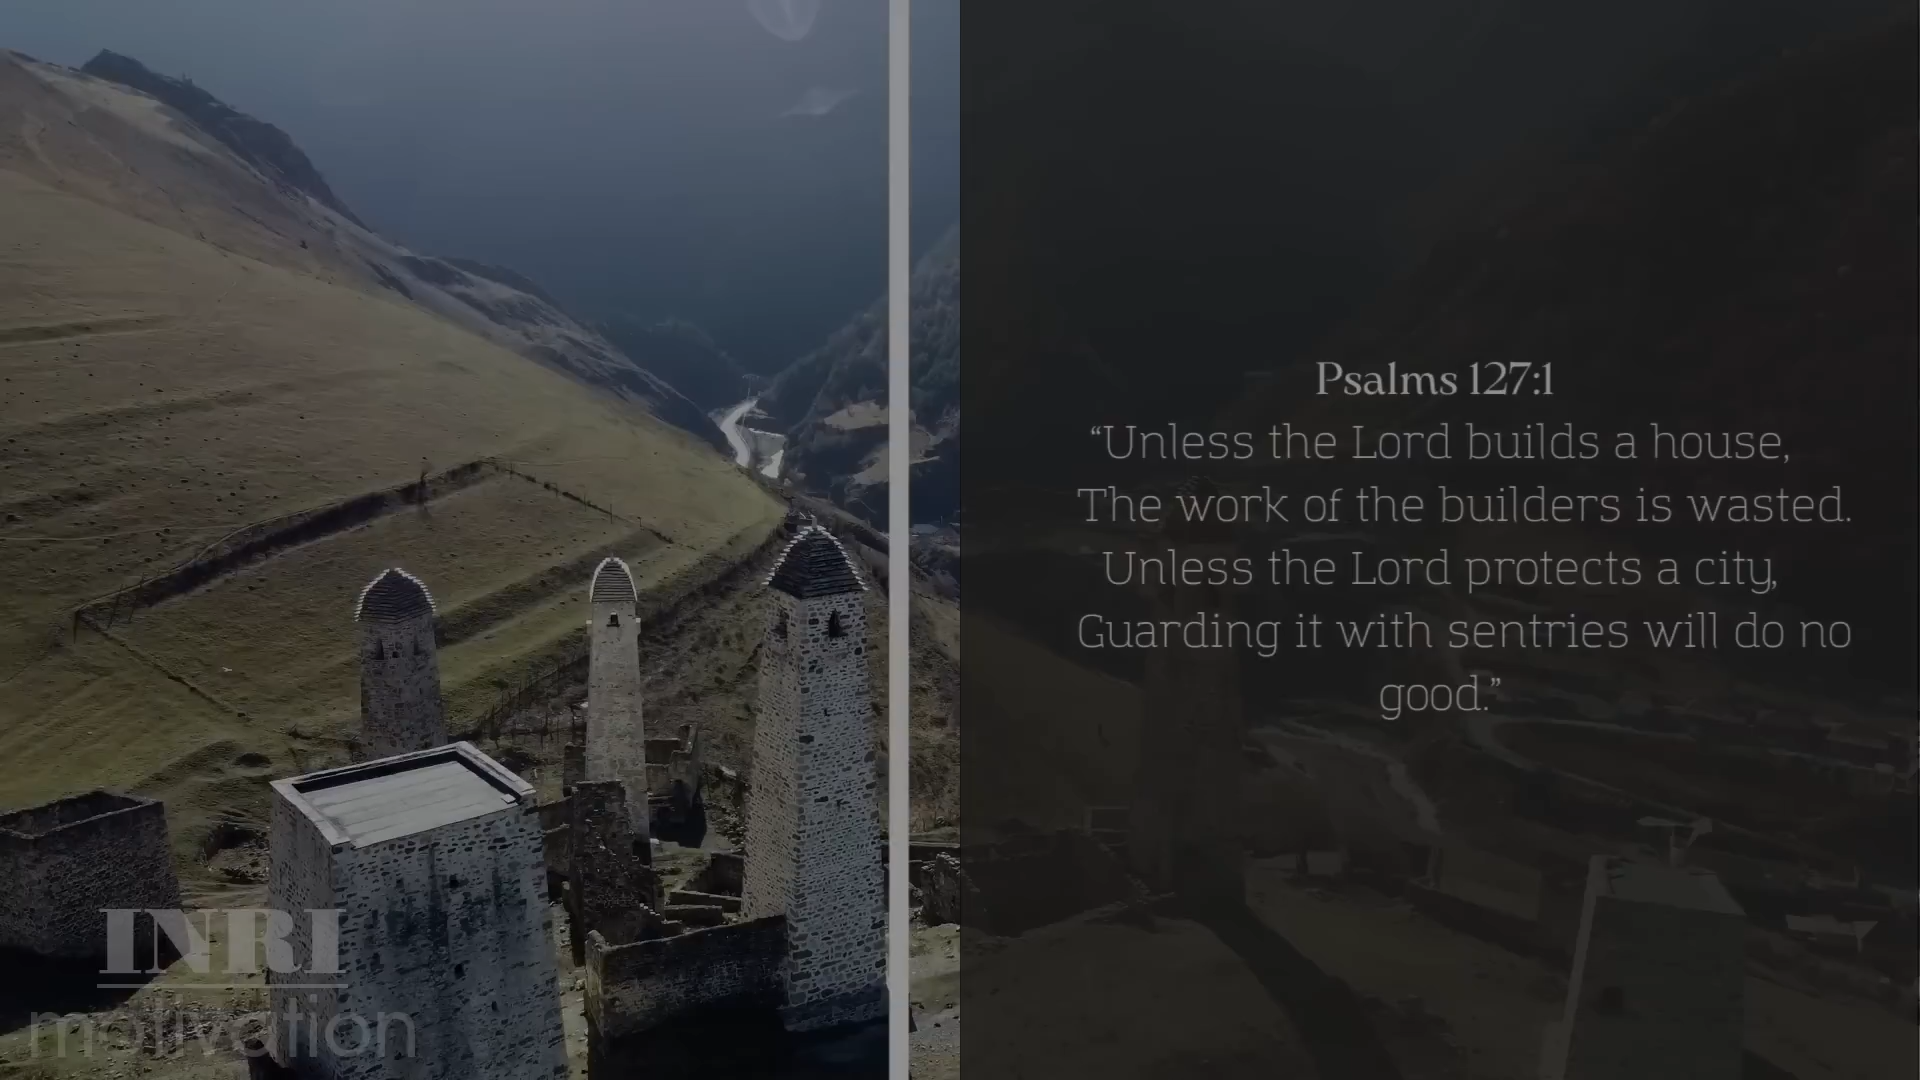 Psalms 127:1
“Unless the Lord builds a house,
The work of the builders is wasted.
Unless the Lord protects a city,
Guarding it with sentries will do no
good.”
INRI
motivation